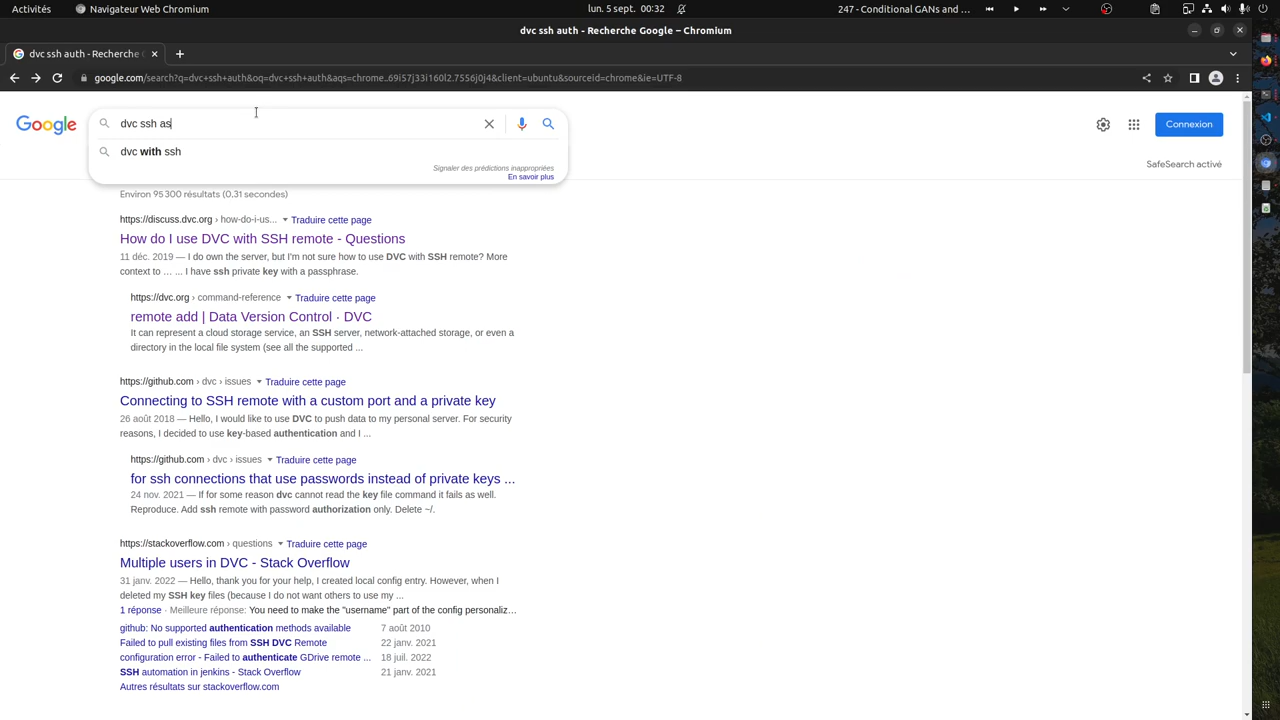 Activités
lun. 5 sept. 00:32
247 - Conditional GANs and ...
dvc ssh auth - Recherche Google – Chromium
dvc ssh auth - Recherche G
google.com/search?q=dvc+ssh+auth&oq=dvc+ssh+auth&aqs=chrome..69i57j33i160l2.7556j0j4&client=ubuntu&sourceid=chrome&ie=UTF-8
Google
dvc ssh as
Connexion
dvc with ssh
Signaler des prédictions inappropriées
En savoir plus
SafeSearch activé
Environ 95 300 résultats (0,31 secondes)
https://discuss.dvc.org › how-do-i-us... Traduire cette page
How do I use DVC with SSH remote - Questions
11 déc. 2019 — I do own the server, but I'm not sure how to use DVC with SSH remote? More
context to … ... I have ssh private key with a passphrase.
https://dvc.org › command-reference Traduire cette page
remote add | Data Version Control · DVC
It can represent a cloud storage service, an SSH server, network-attached storage, or even a
directory in the local file system (see all the supported ...
https://github.com › dvc › issues Traduire cette page
Connecting to SSH remote with a custom port and a private key
26 août 2018 — Hello, I would like to use DVC to push data to my personal server. For security
reasons, I decided to use key-based authentication and I ...
https://github.com › dvc › issues Traduire cette page
for ssh connections that use passwords instead of private keys ...
24 nov. 2021 — If for some reason dvc cannot read the key file command it fails as well.
Reproduce. Add ssh remote with password authorization only. Delete ~/.
https://stackoverflow.com › questions Traduire cette page
Multiple users in DVC - Stack Overflow
31 janv. 2022 — Hello, thank you for your help, I created local config entry. However, when I
deleted my SSH key files (because I do not want others to use my ...
1 réponse · Meilleure réponse: You need to make the "username" part of the config personaliz…
github: No supported authentication methods available 7 août 2010
Failed to pull existing files from SSH DVC Remote 22 janv. 2021
configuration error - Failed to authenticate GDrive remote ... 18 juil. 2022
SSH automation in jenkins - Stack Overflow 21 janv. 2021
Autres résultats sur stackoverflow.com